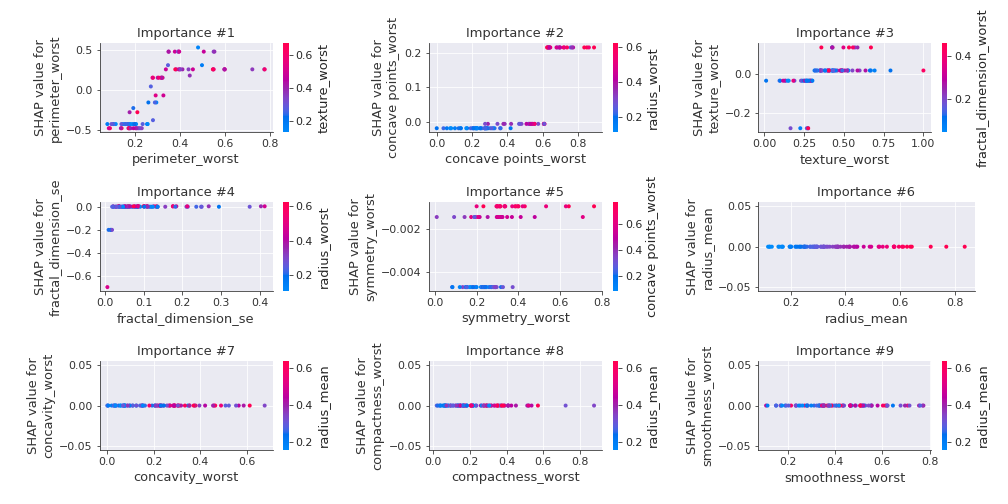 Importance #1
SHAP value for
perimeter_worst
0.5
0.0
−0.5
0.2
0.4
0.6
0.8
perimeter_worst
0.6
0.4
0.2
texture_worst
Importance #2
SHAP value for
concave points_worst
0.2
0.1
0.0
0.0
0.2
0.4
0.6
0.8
concave points_worst
0.6
0.4
0.2
radius_worst
Importance #3
SHAP value for
texture_worst
0.0
−0.2
0.00
0.25
0.50
0.75
1.00
texture_worst
0.4
0.2
fractal_dimension_worst
Importance #4
SHAP value for
fractal_dimension_se
0.0
−0.2
−0.4
−0.6
0.0
0.1
0.2
0.3
0.4
fractal_dimension_se
0.6
0.4
0.2
radius_worst
Importance #5
SHAP value for
symmetry_worst
−0.002
−0.004
0.0
0.2
0.4
0.6
0.8
symmetry_worst
0.6
0.4
0.2
concave points_worst
Importance #6
SHAP value for
radius_mean
0.05
0.00
−0.05
0.2
0.4
0.6
0.8
radius_mean
Importance #7
SHAP value for
concavity_worst
0.05
0.00
−0.05
0.0
0.2
0.4
0.6
concavity_worst
0.6
0.4
0.2
radius_mean
Importance #8
SHAP value for
compactness_worst
0.05
0.00
−0.05
0.0
0.2
0.4
0.6
0.8
compactness_worst
0.6
0.4
0.2
radius_mean
Importance #9
SHAP value for
smoothness_worst
0.05
0.00
−0.05
0.2
0.4
0.6
0.8
smoothness_worst
0.6
0.4
0.2
radius_mean